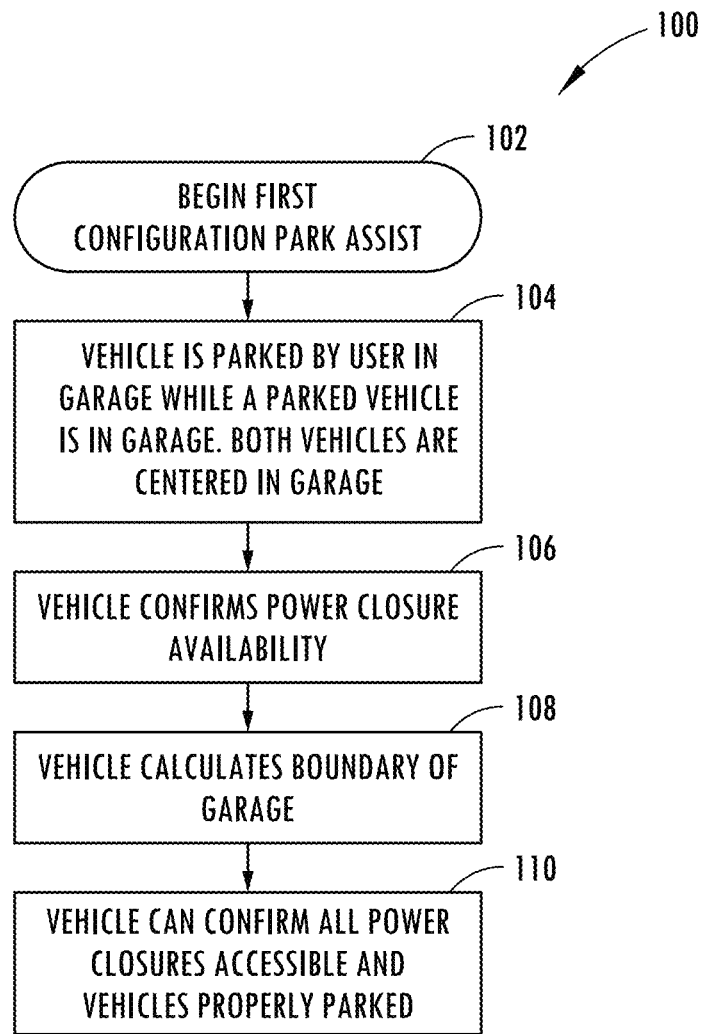 100
102
BEGIN FIRST
CONFIGURATION PARK ASSIST
104
VEHICLE IS PARKED BY USER IN
GARAGE WHILE A PARKED VEHICLE
IS IN GARAGE. BOTH VEHICLES ARE
CENTERED IN GARAGE
106
VEHICLE CONFIRMS POWER CLOSURE
AVAILABILITY
108
VEHICLE CALCULATES BOUNDARY OF
GARAGE
110
VEHICLE CAN CONFIRM ALL POWER
CLOSURES ACCESSIBLE AND
VEHICLES PROPERLY PARKED